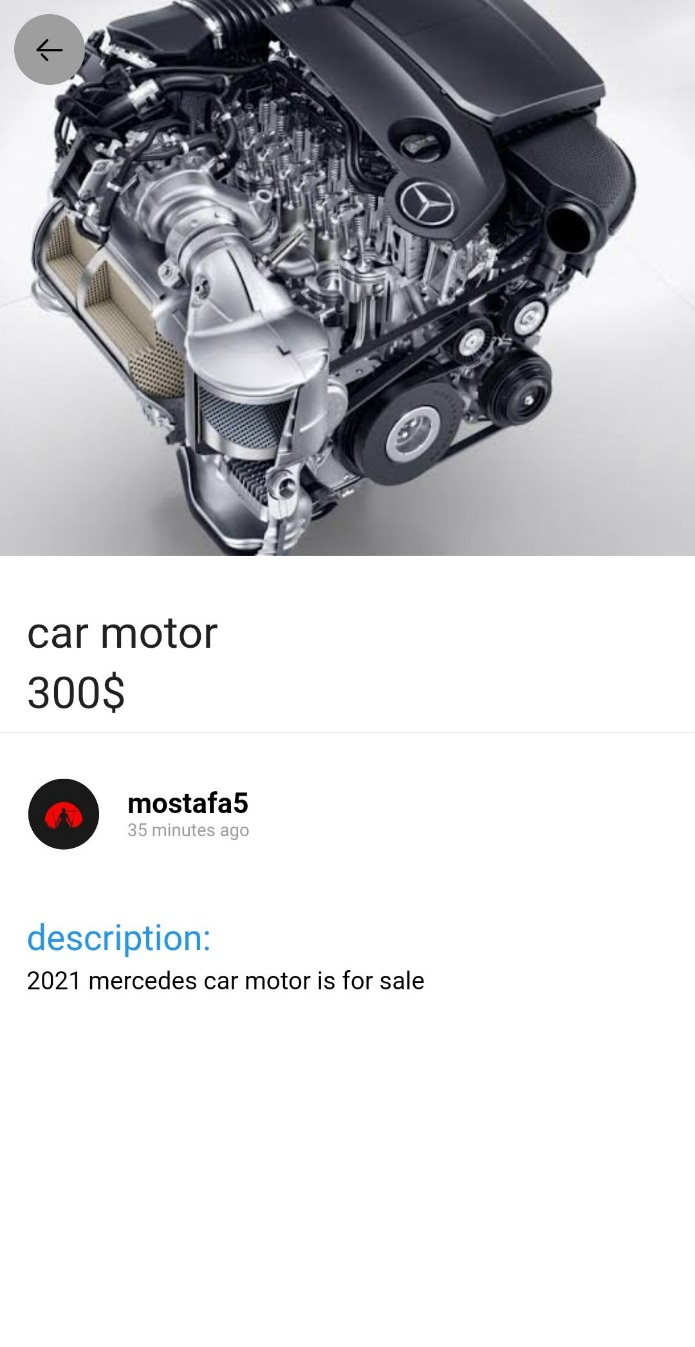 car motor
300$
mostafa5
35 minutes ago
description:
2021 mercedes car motor is for sale